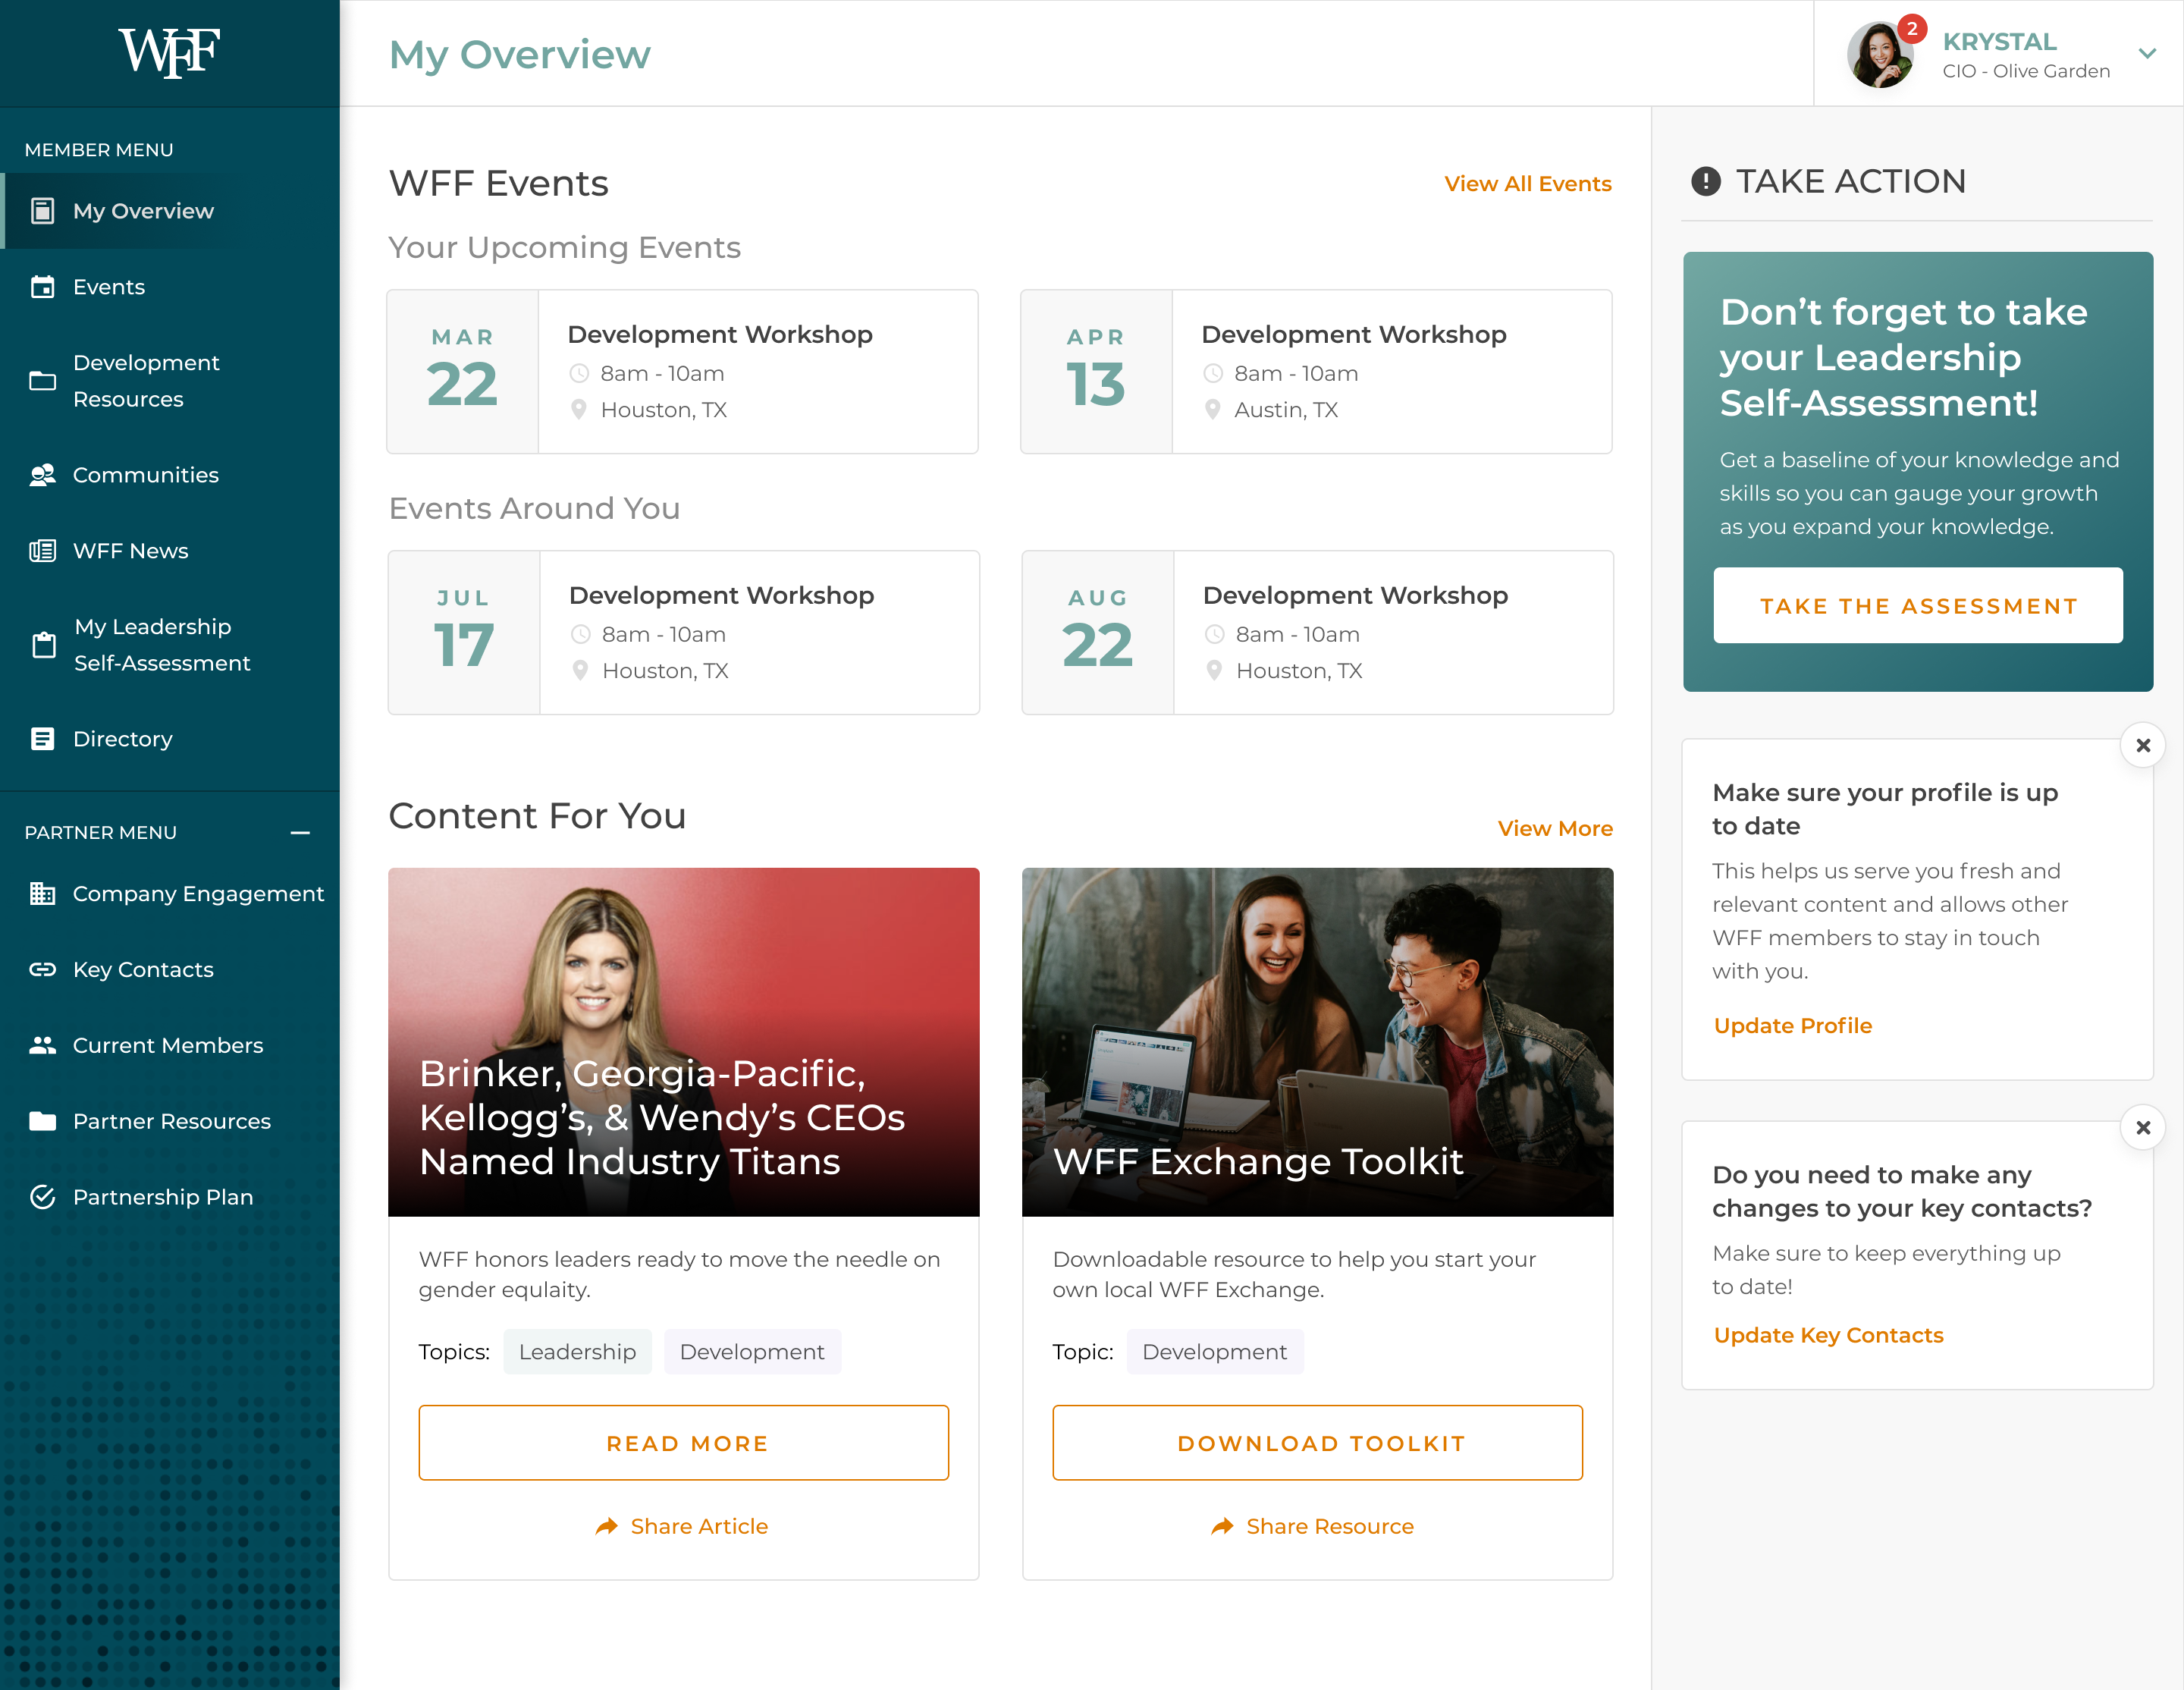 WFF
MEMBER MENU
My Overview
Events
Development
Resources
Communities
WFF News
My Leadership
Self-Assessment
Directory
PARTNER MENU
Company Engagement
Key Contacts
Current Members
Partner Resources
Partnership Plan
My Overview
2
KRYSTAL
CIO - Olive Garden
WFF Events
View All Events
Your Upcoming Events
MAR
22
Development Workshop
8am - 10am
Houston, TX
APR
13
Development Workshop
8am - 10am
Austin, TX
Events Around You
JUL
17
Development Workshop
8am - 10am
Houston, TX
AUG
22
Development Workshop
8am - 10am
Houston, TX
Content For You
View More
Brinker, Georgia-Pacific,
Kellogg’s, & Wendy’s CEOs
Named Industry Titans
WFF honors leaders ready to move the needle on
gender equlaity.
Topics: Leadership Development
READ MORE
Share Article
WFF Exchange Toolkit
Downloadable resource to help you start your
own local WFF Exchange.
Topic: Development
DOWNLOAD TOOLKIT
Share Resource
TAKE ACTION
Don’t forget to take
your Leadership
Self-Assessment!
Get a baseline of your knowledge and
skills so you can gauge your growth
as you expand your knowledge.
TAKE THE ASSESSMENT
Make sure your profile is up
to date
This helps us serve you fresh and
relevant content and allows other
WFF members to stay in touch
with you.
Update Profile
Do you need to make any
changes to your key contacts?
Make sure to keep everything up
to date!
Update Key Contacts